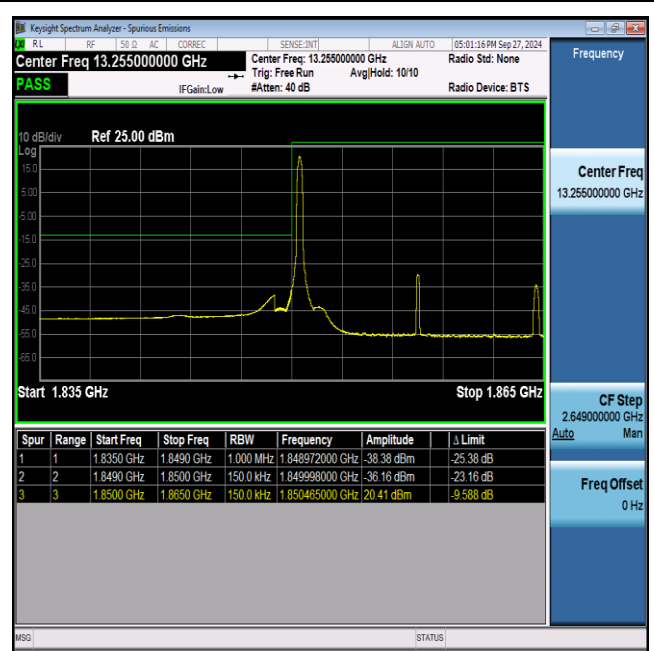 Keysight Spectrum Analyzer - Spurious Emissions
RL RF 50 Ω AC CORREC SENSE:INT ALIGN AUTO 05:01:16 PM Sep 27, 2024
Center Freq 13.255000000 GHz
Center Freq: 13.255000000 GHz
Radio Std: None
Trig: Free Run Avg|Hold: 10/10
PASS
IFGain:Low
#Atten: 40 dB
Radio Device: BTS
10 dB/div Ref 25.00 dBm
Log
15.0
5.00
-5.00
-15.0
-25.0
-35.0
-45.0
-55.0
-65.0
Start 1.835 GHz Stop 1.865 GHz
Spur Range Start Freq Stop Freq RBW Frequency Amplitude Δ Limit
1 1 1.8350 GHz 1.8490 GHz 1.000 MHz 1.848972000 GHz -38.38 dBm -25.38 dB
2 2 1.8490 GHz 1.8500 GHz 150.0 kHz 1.849998000 GHz -36.16 dBm -23.16 dB
3 3 1.8500 GHz 1.8650 GHz 150.0 kHz 1.850465000 GHz 20.41 dBm -9.588 dB
MSG STATUS
Frequency
Center Freq
13.255000000 GHz
CF Step
2.649000000 GHz
Auto Man
Freq Offset
0 Hz